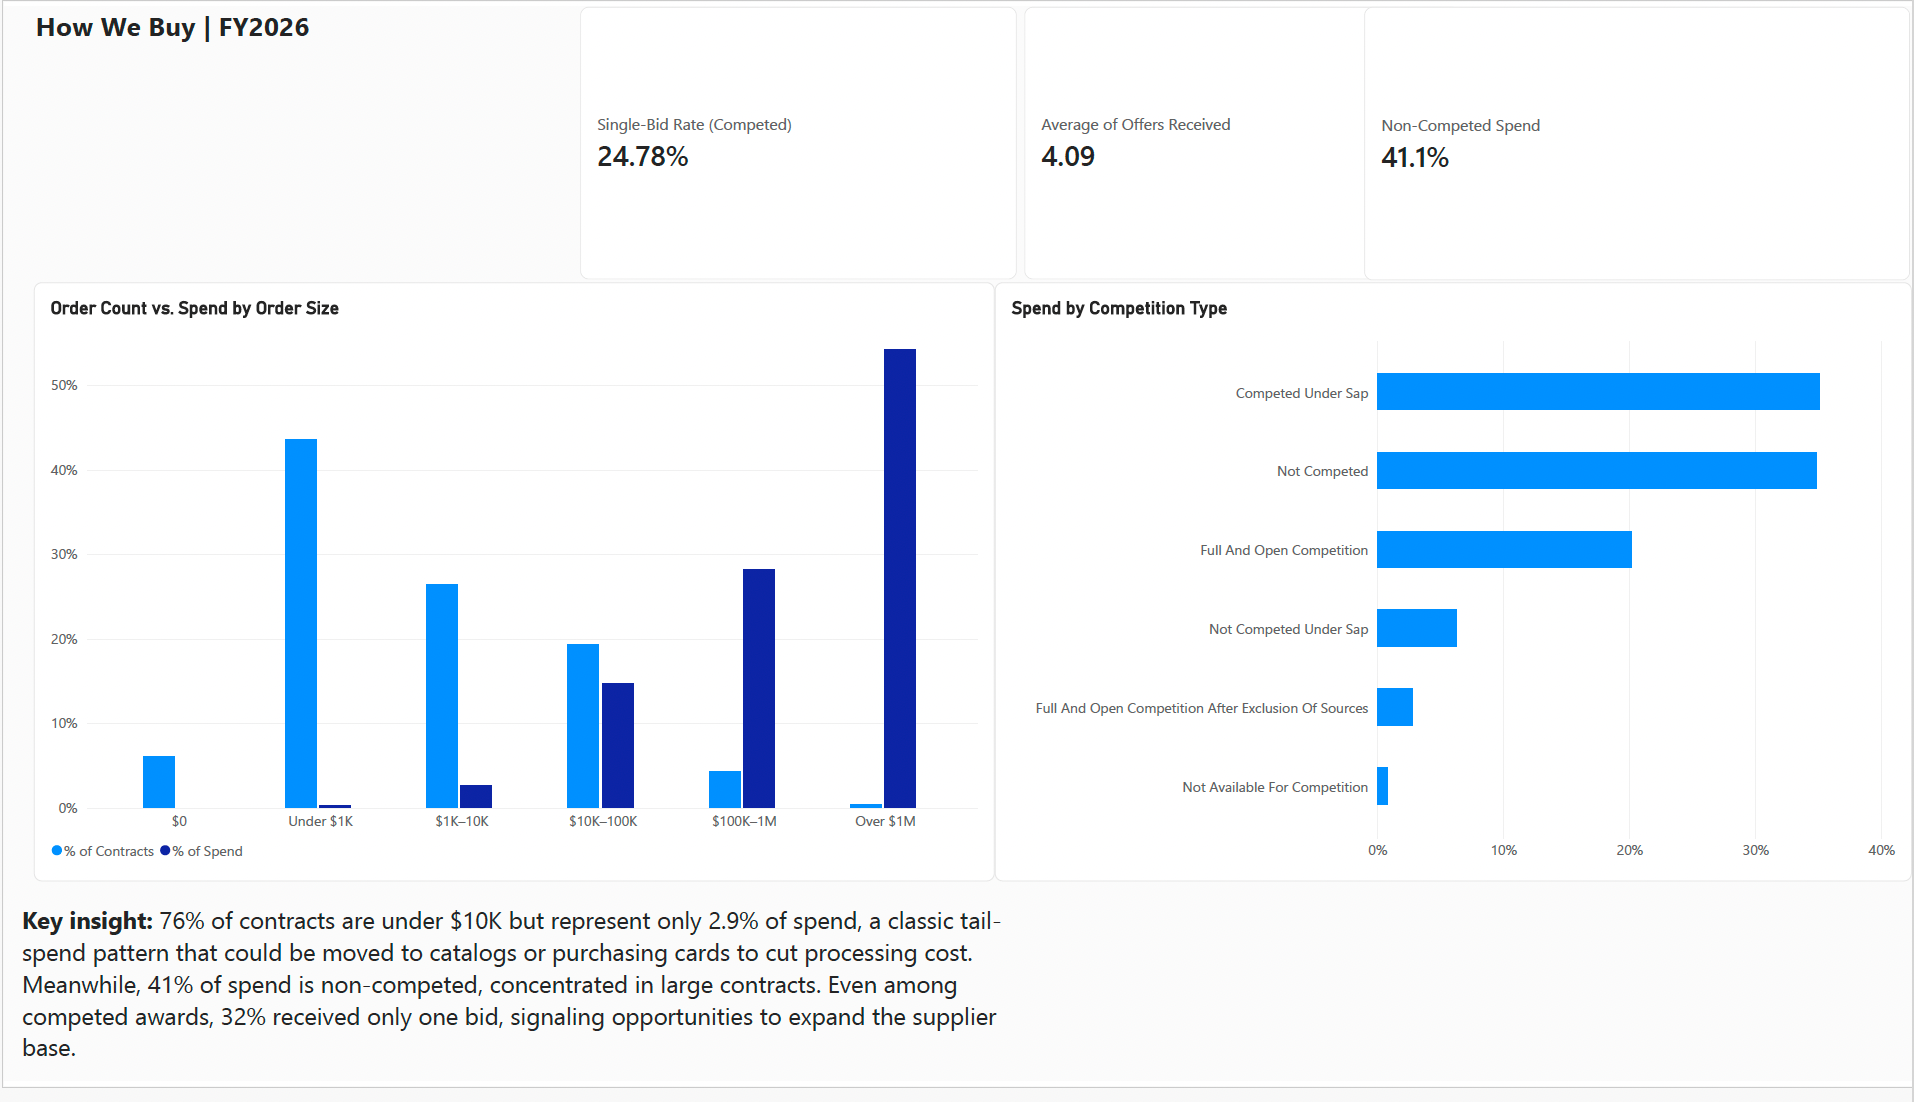 How We Buy | FY2026
Single-Bid Rate (Competed)
24.78%
Average of Offers Received
4.09
Non-Competed Spend
41.1%
Order Count vs. Spend by Order Size
50%
40%
30%
20%
10%
0%
$0
Under $1K
$1K–10K
$10K–100K
$100K–1M
Over $1M
% of Contracts
% of Spend
Spend by Competition Type
Competed Under Sap
Not Competed
Full And Open Competition
Not Competed Under Sap
Full And Open Competition After Exclusion Of Sources
Not Available For Competition
0%
10%
20%
30%
40%
Key insight: 76% of contracts are under $10K but represent only 2.9% of spend, a classic tail-
spend pattern that could be moved to catalogs or purchasing cards to cut processing cost.
Meanwhile, 41% of spend is non-competed, concentrated in large contracts. Even among
competed awards, 32% received only one bid, signaling opportunities to expand the supplier
base.